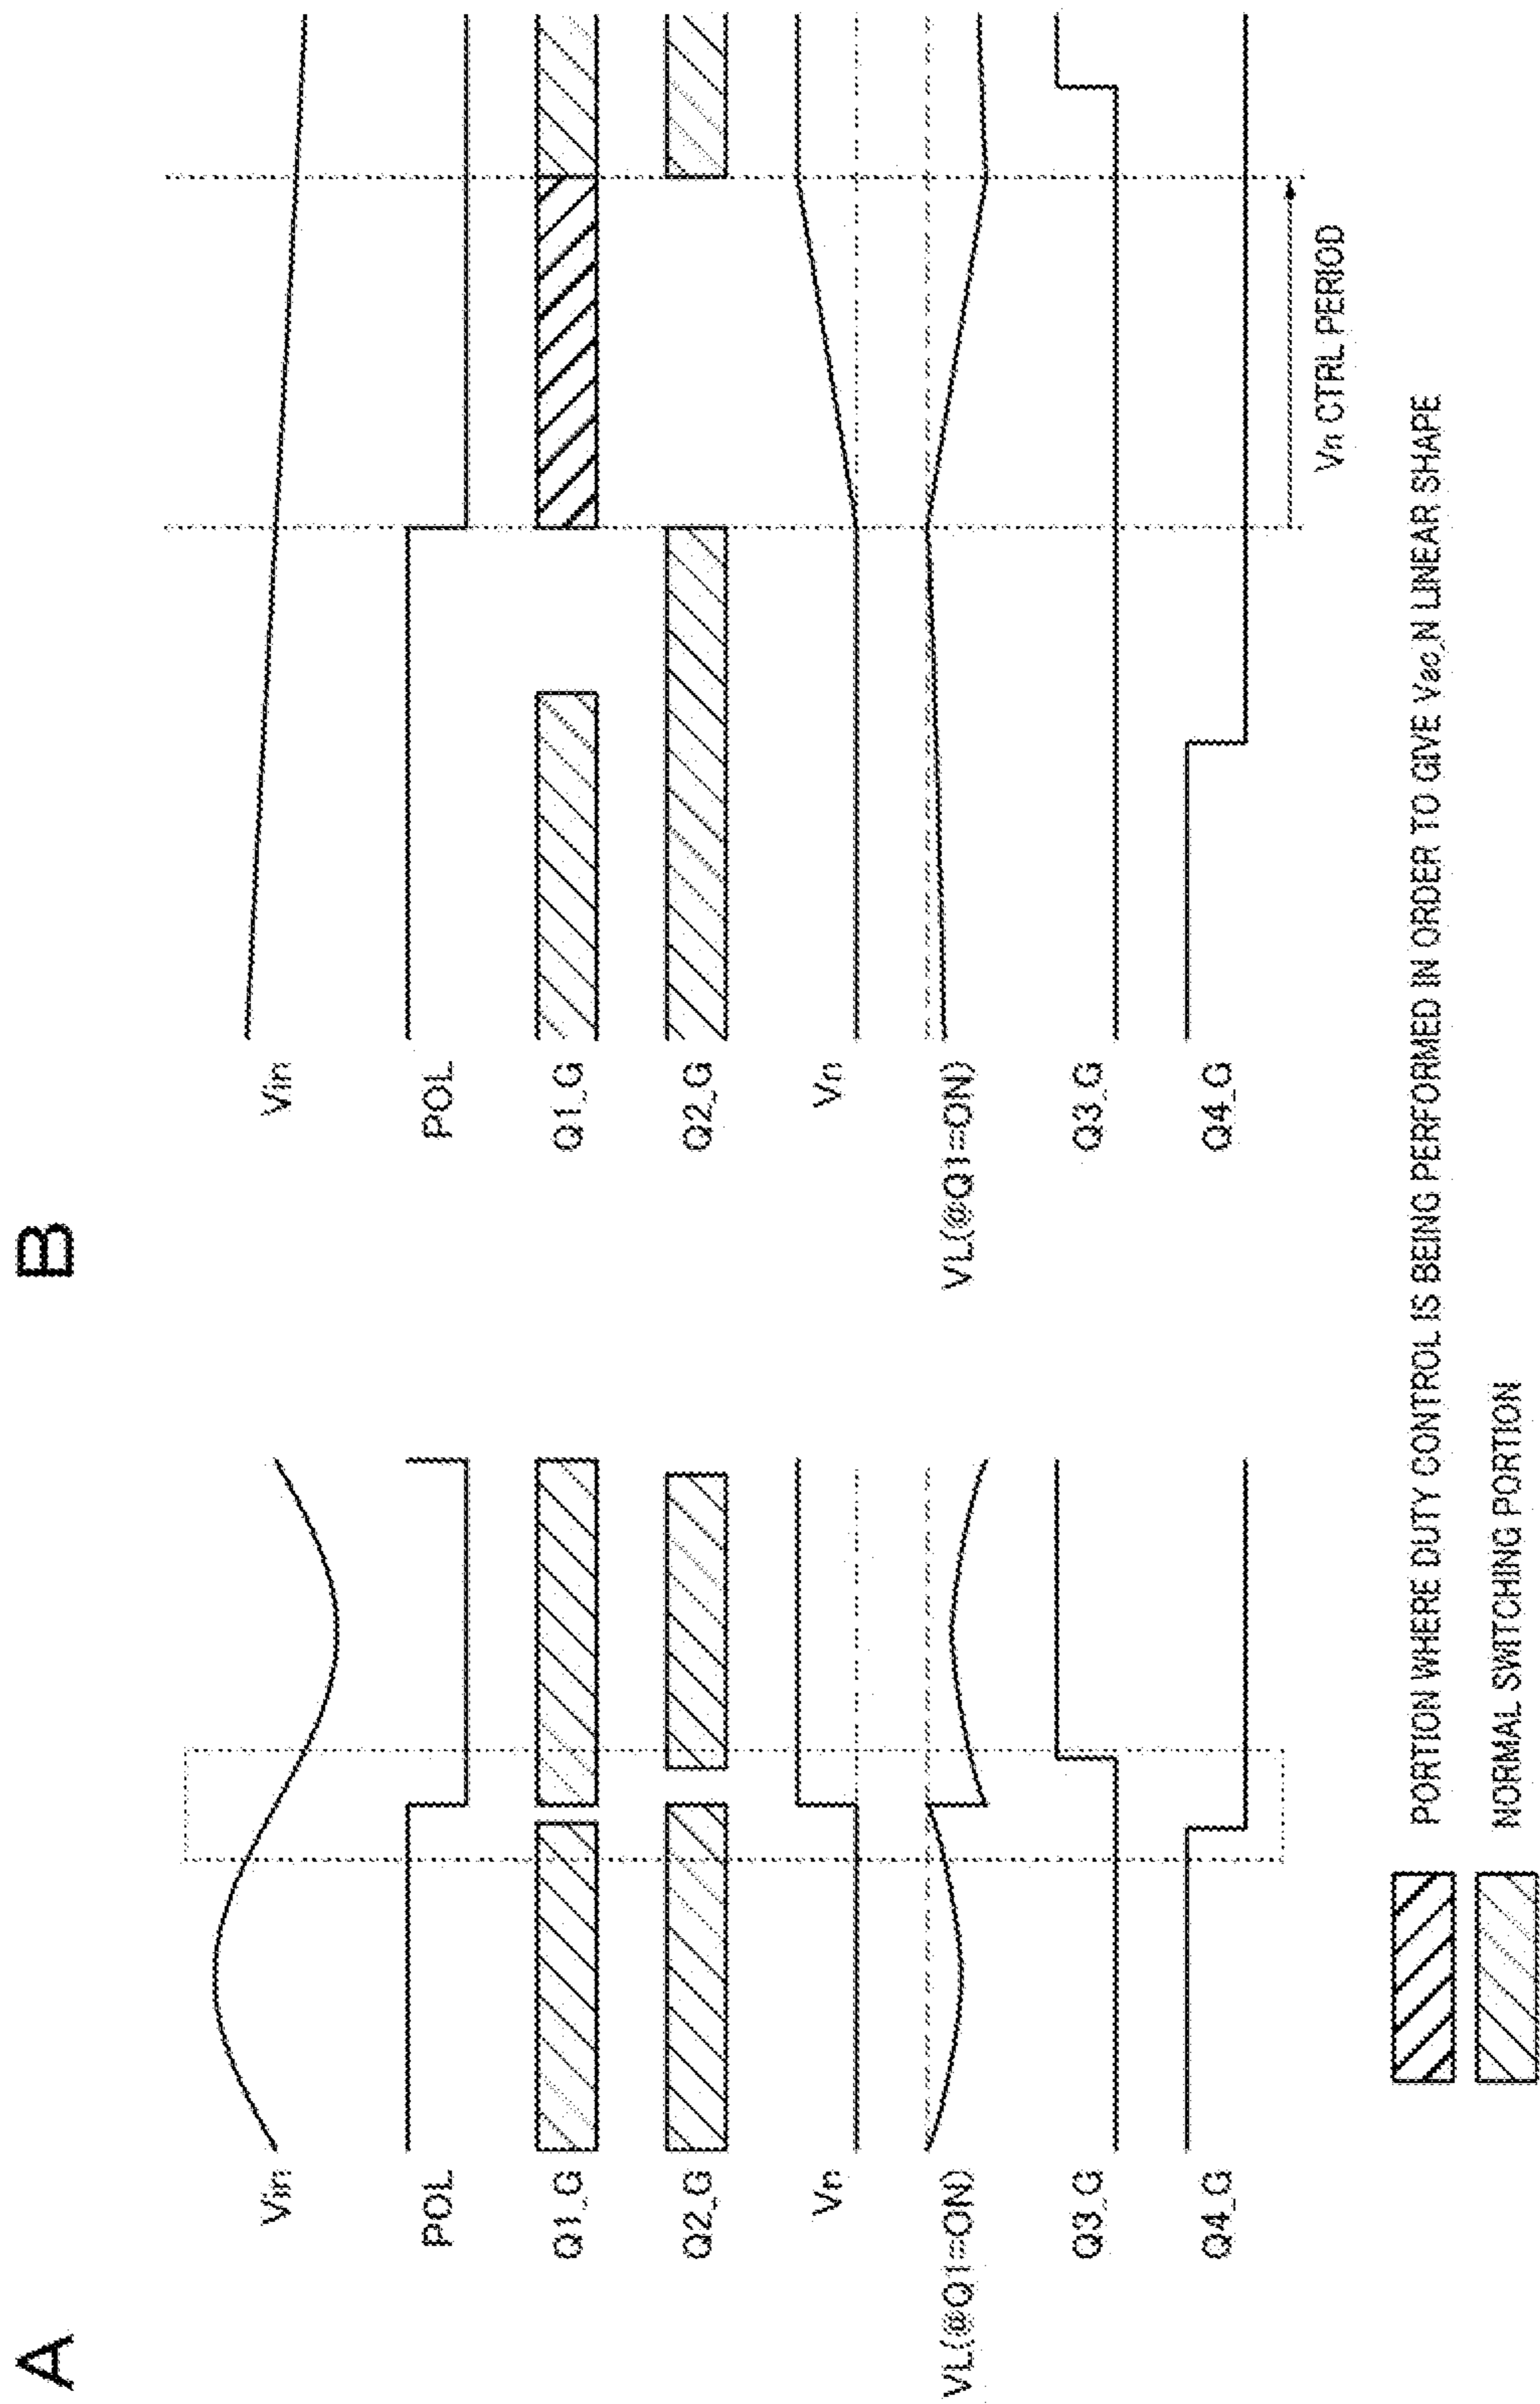 A
Vin
POL
Q1_G
Q2_G
Vn
VL(@Q1=ON)
Q3_G
Q4_G
B
Vin
POL
Q1_G
Q2_G
Vn
VL(@Q1=ON)
Q3_G
Q4_G
Vn CTRL PERIOD
PORTION WHERE DUTY CONTROL IS BEING PERFORMED IN ORDER TO GIVE Vac_N LINEAR SHAPE
NORMAL SWITCHING PORTION